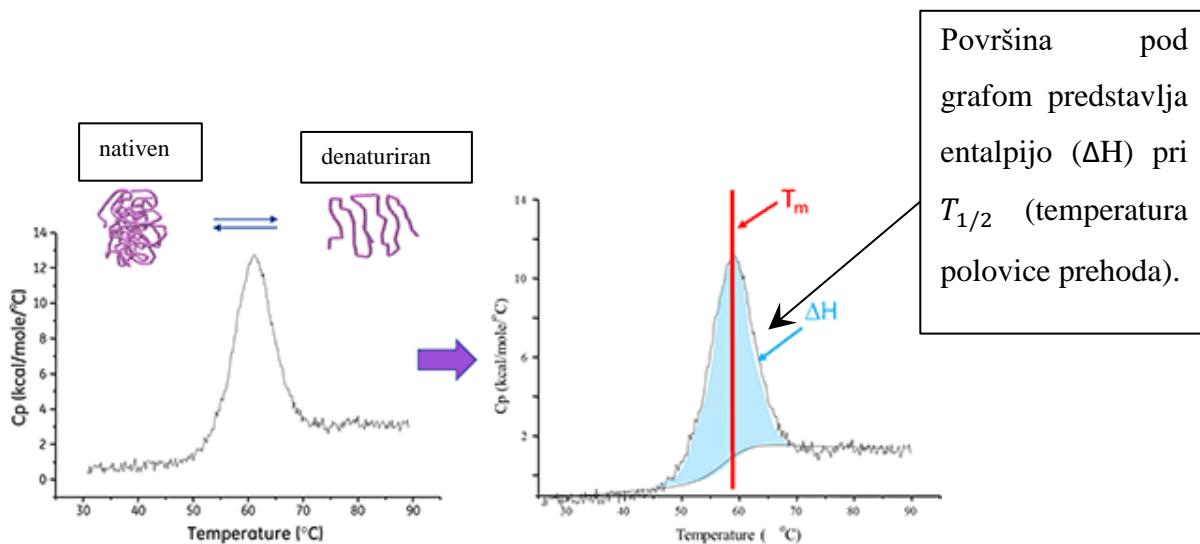 Površina pod
grafom predstavlja
entalpijo (ΔH) pri
T1/2 (temperatura
polovice prehoda).
nativen
denaturiran
14
12
10
8
6
4
2
0
Cp (kcal/mole/°C)
30 40 50 60 70 80 90
Temperature (°C)
Tm
ΔH
14
10
6
2
Cp (kcal/mole/°C)
30 40 50 60 70 80 90
Temperature ( °C)